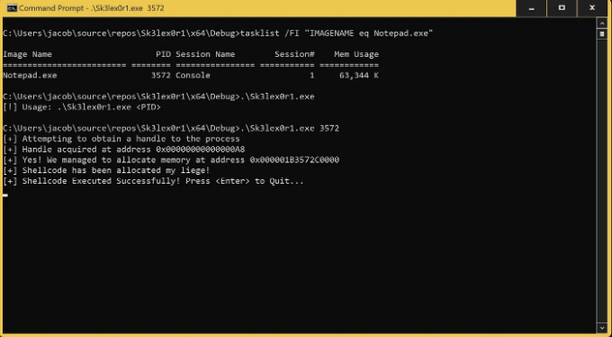 Command Prompt - .\Sk3lex0r1.exe 3572
C:\Users\jacob\source\repos\Sk3lex0r1\x64\Debug>tasklist /FI "IMAGENAME eq Notepad.exe"
Image Name                     PID Session Name        Session#    Mem Usage
========================= ======== ================ =========== ============
Notepad.exe                   3572 Console                    1     63,344 K
C:\Users\jacob\source\repos\Sk3lex0r1\x64\Debug>.\Sk3lex0r1.exe
[!] Usage: .\Sk3lex0r1.exe <PID>
C:\Users\jacob\source\repos\Sk3lex0r1\x64\Debug>.\Sk3lex0r1.exe 3572
[+] Attempting to obtain a handle to the process
[+] Handle acquired at address 0x00000000000000A8
[+] Yes! We managed to allocate memory at address 0x000001B3572C0000
[+] Shellcode has been allocated my liege!
[+] Shellcode Executed Successfully! Press <Enter> to Quit...